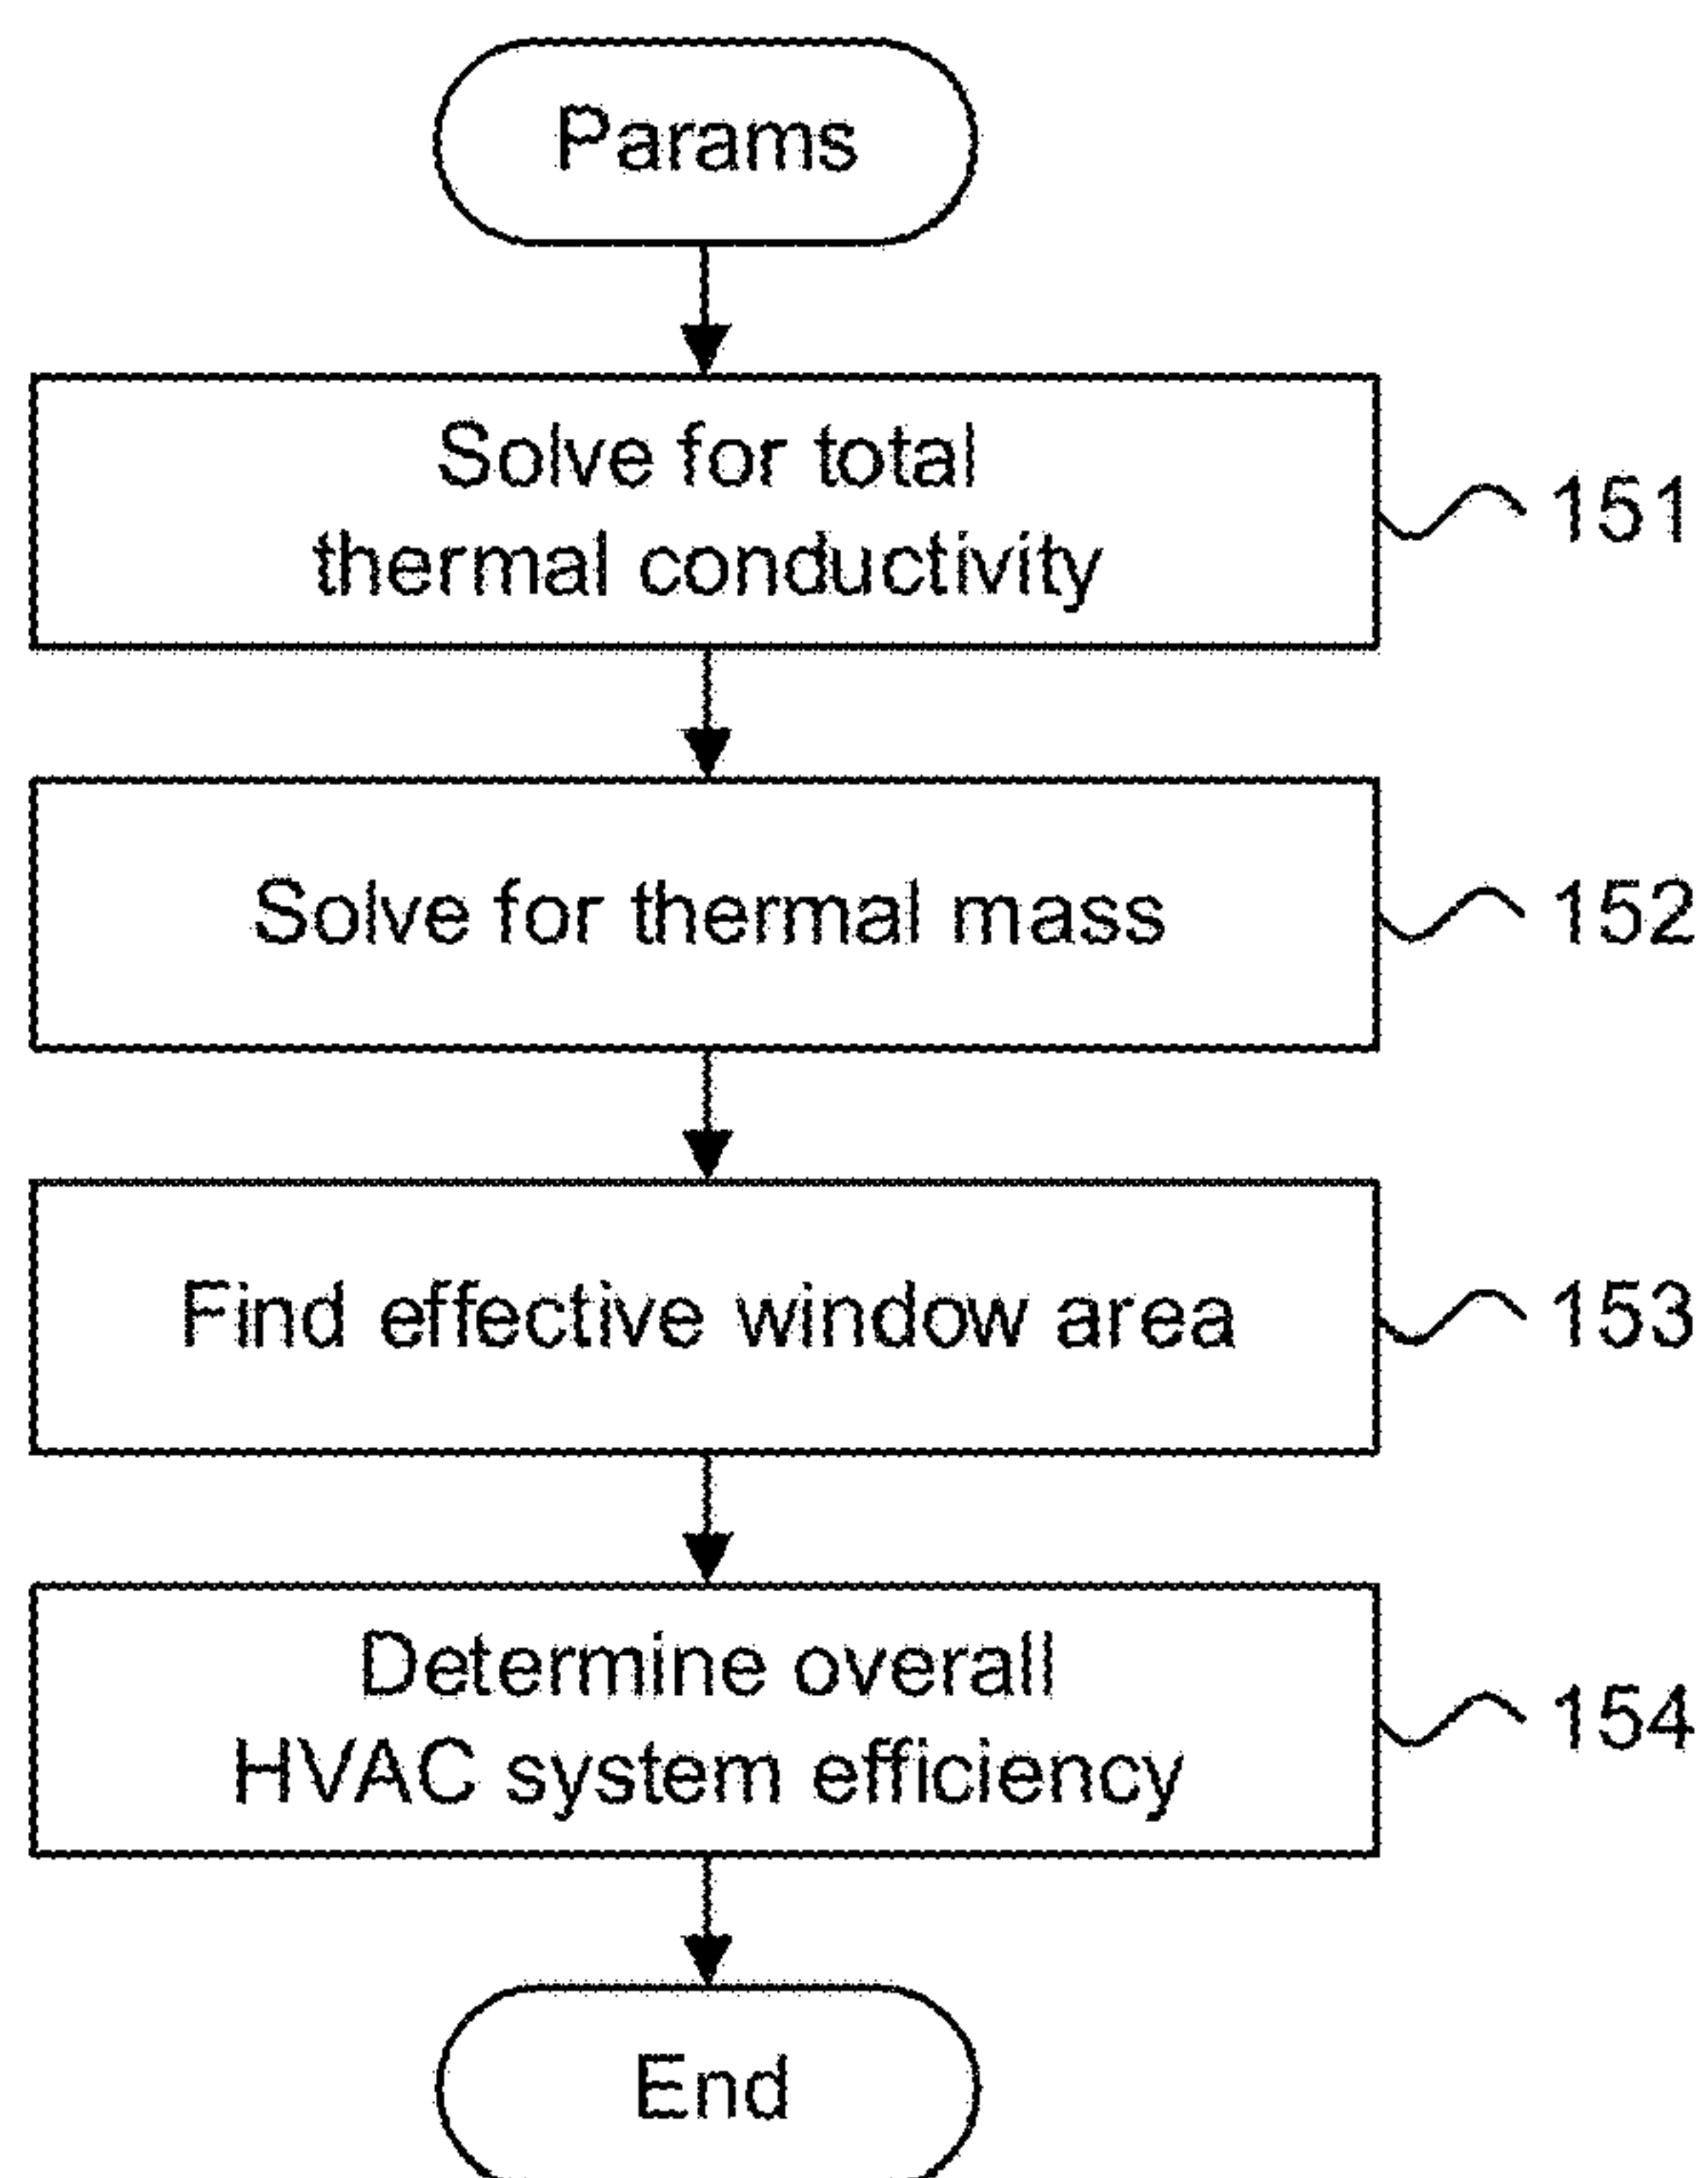 Params
Solve for total
thermal conductivity
151
Solve for thermal mass
152
Find effective window area
153
Determine overall
HVAC system efficiency
154
End